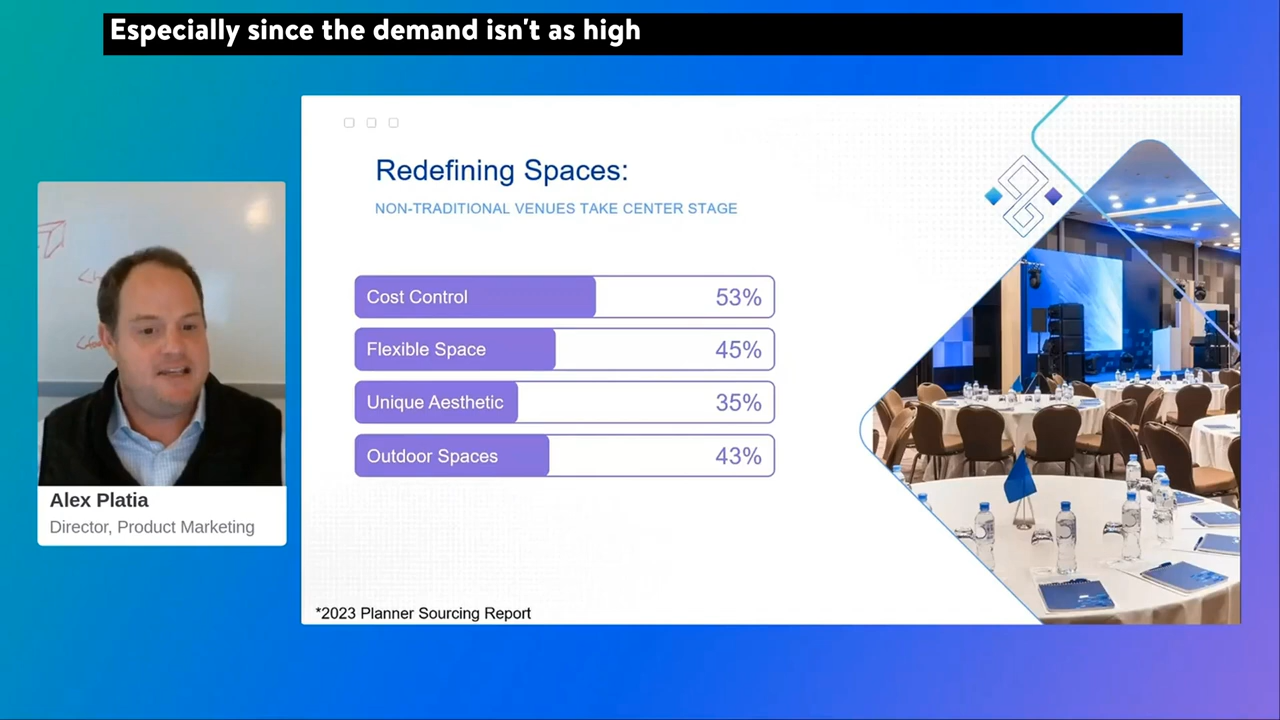 Especially since the demand isn't as high
Redefining Spaces:
NON-TRADITIONAL VENUES TAKE CENTER STAGE
Cost Control 53%
Flexible Space 45%
Unique Aesthetic 35%
Outdoor Spaces 43%
*2023 Planner Sourcing Report
Alex Platia
Director, Product Marketing